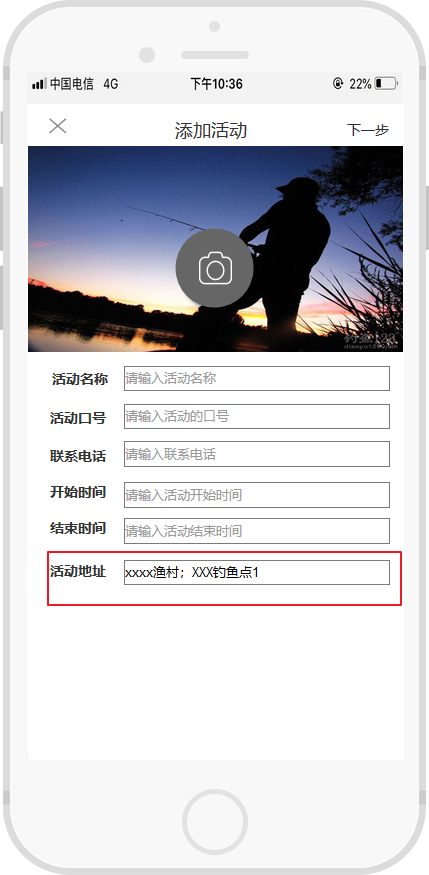 中国电信 4G 下午10:36 22%
添加活动 下一步
diaoyu123.com
活动名称 请输入活动名称
活动口号 请输入活动的口号
联系电话 请输入联系电话
开始时间 请输入活动开始时间
结束时间 请输入活动结束时间
活动地址 xxxx渔村；XXX钓鱼点1